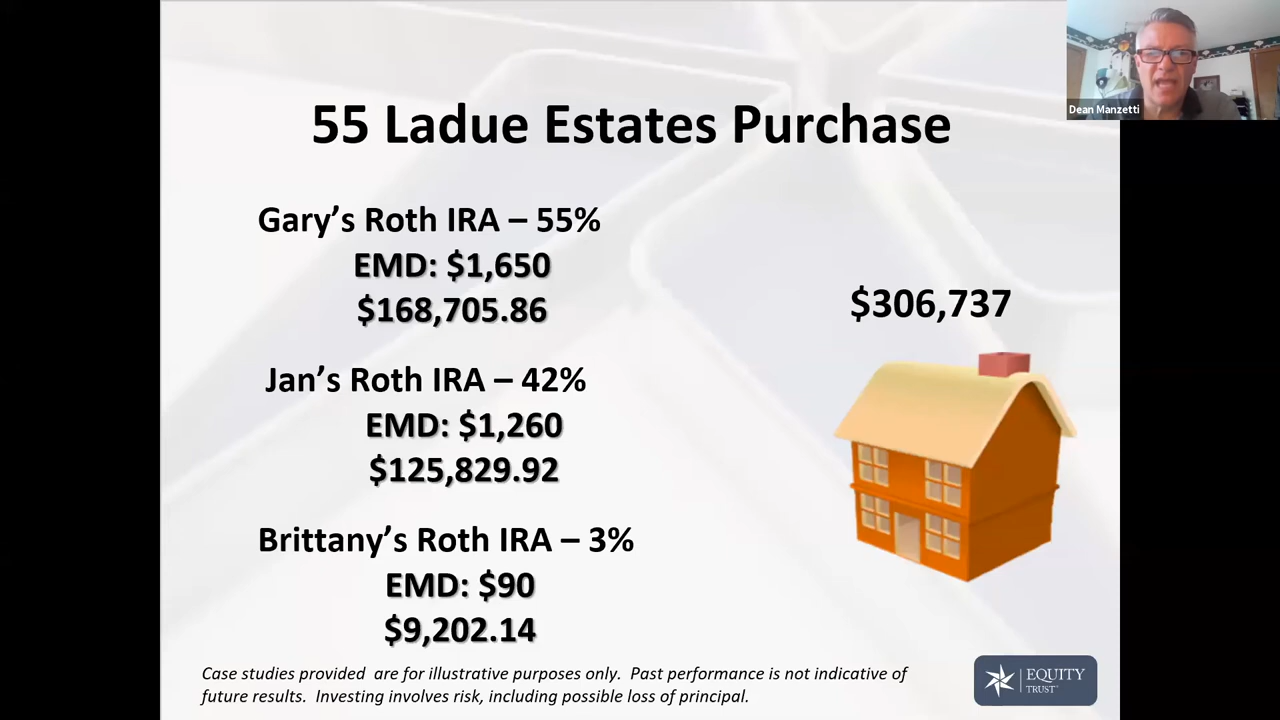 Dean Manzetti
55 Ladue Estates Purchase
Gary’s Roth IRA – 55%
EMD: $1,650
$168,705.86
$306,737
Jan’s Roth IRA – 42%
EMD: $1,260
$125,829.92
Brittany’s Roth IRA – 3%
EMD: $90
$9,202.14
Case studies provided are for illustrative purposes only. Past performance is not indicative of
future results. Investing involves risk, including possible loss of principal.
EQUITY
TRUST